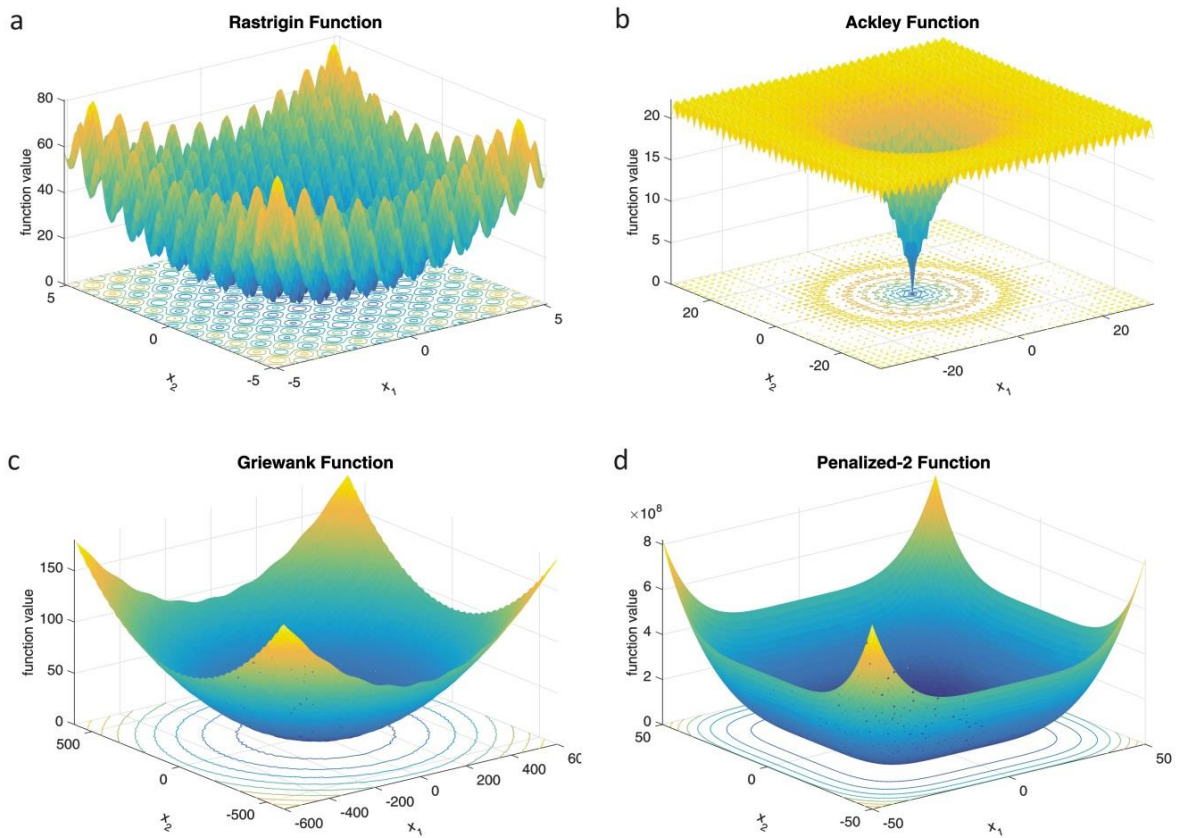 a
Rastrigin Function
80
60
40
20
0
function value
5
0
-5
x2
-5
0
5
x1
b
Ackley Function
20
15
10
5
0
function value
20
0
-20
x2
-20
0
20
x1
c
Griewank Function
150
100
50
0
function value
500
0
-500
x2
-600
-400
-200
0
200
400
60
x1
d
Penalized-2 Function
×10^8
8
6
4
2
0
function value
50
0
-50
x2
-50
0
50
x1